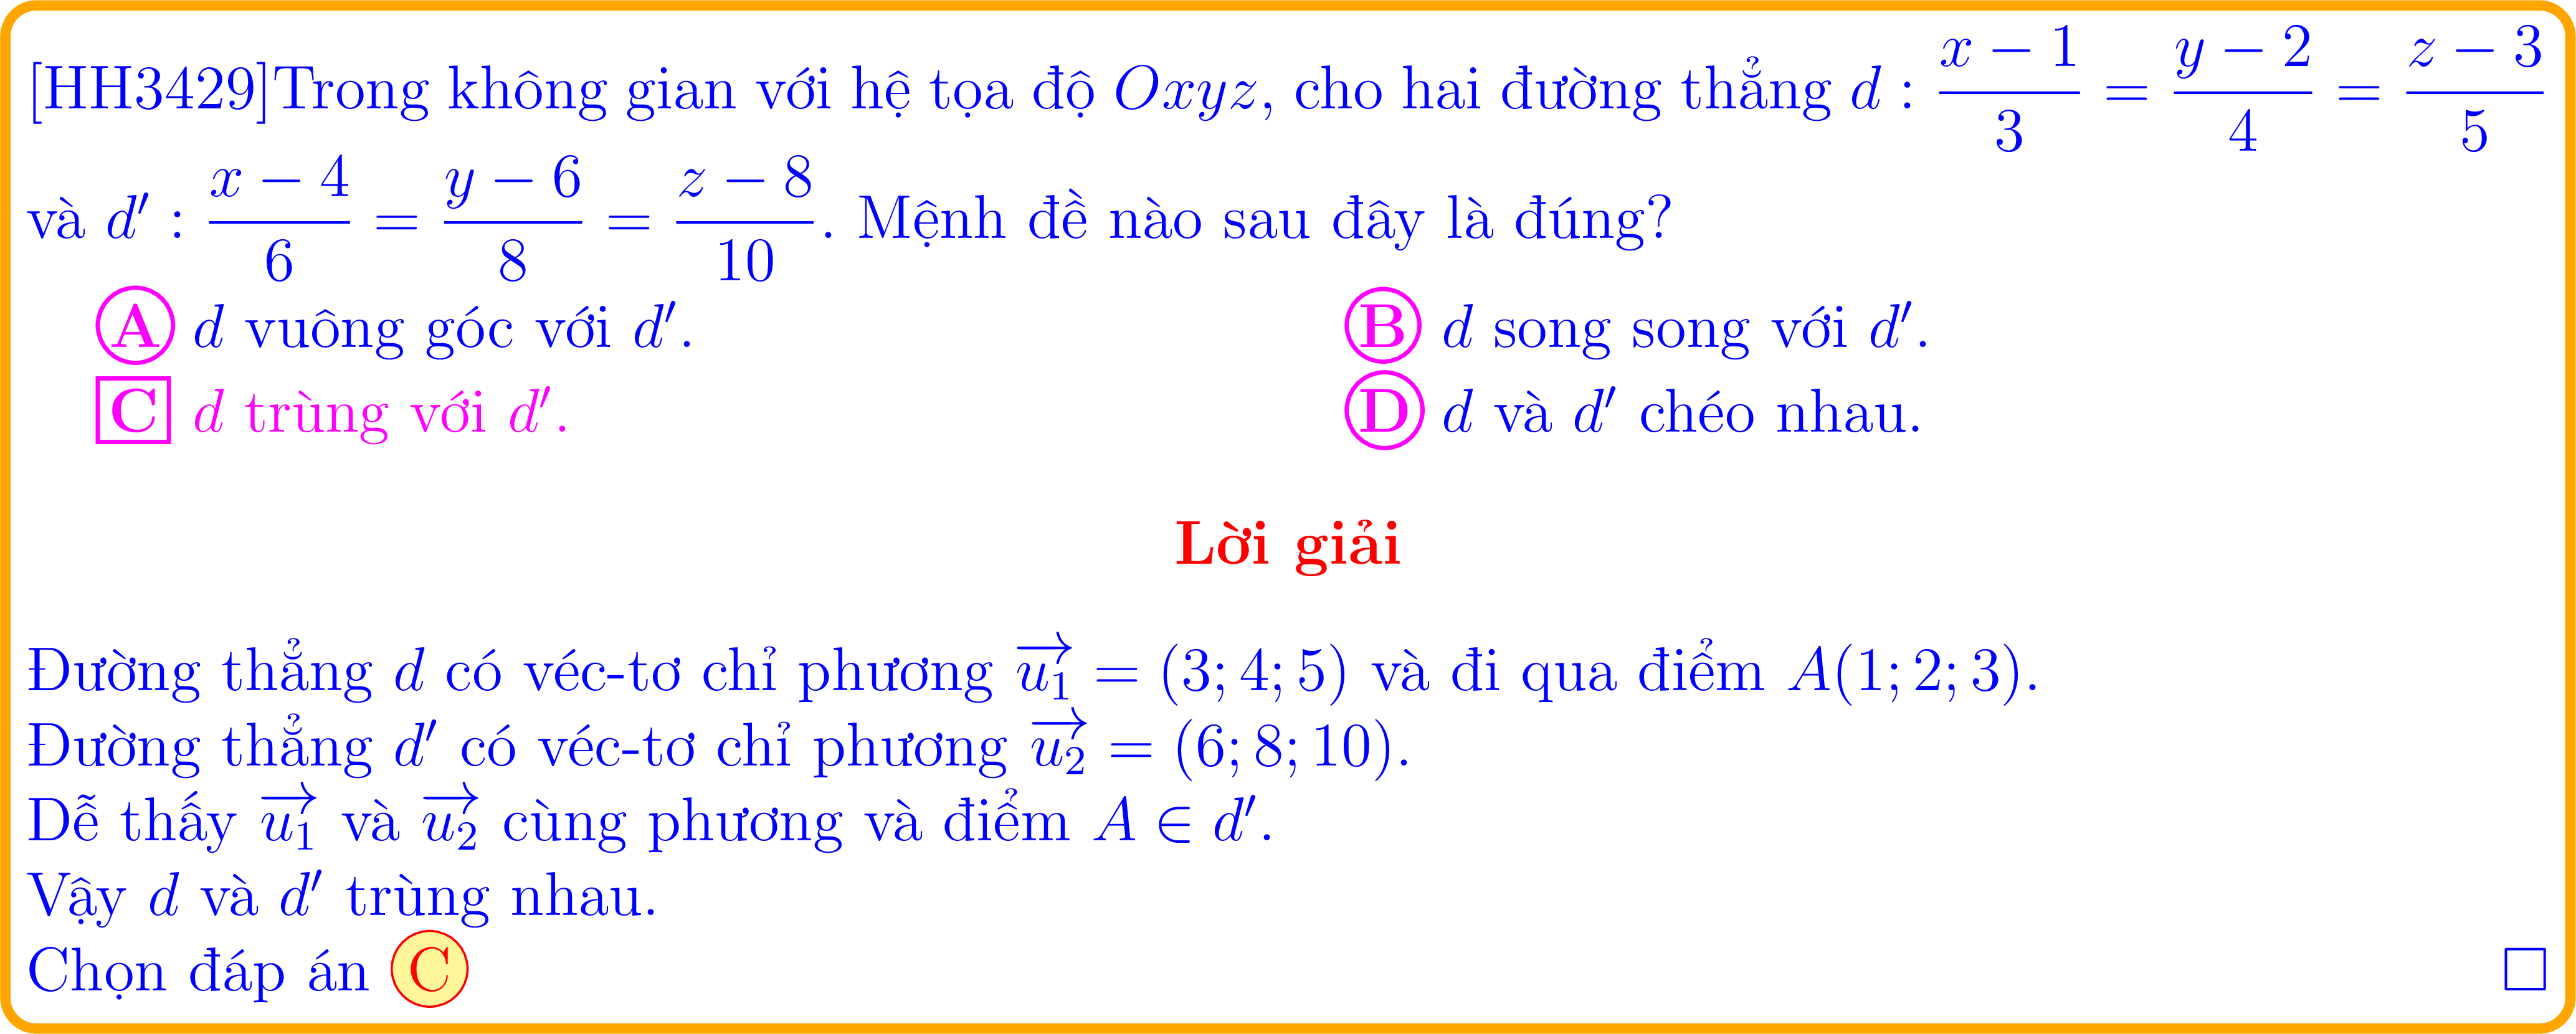 [HH3429]Trong không gian với hệ tọa độ Oxyz, cho hai đường thẳng d : \frac{x − 1}{3} = \frac{y − 2}{4} = \frac{z − 3}{5}
và d′ : \frac{x − 4}{6} = \frac{y − 6}{8} = \frac{z − 8}{10}. Mệnh đề nào sau đây là đúng?
A d vuông góc với d′. B d song song với d′.
C d trùng với d′. D d và d′ chéo nhau.
Lời giải
Đường thẳng d có véc-tơ chỉ phương \overrightarrow{u_1} = (3; 4; 5) và đi qua điểm A(1; 2; 3).
Đường thẳng d′ có véc-tơ chỉ phương \overrightarrow{u_2} = (6; 8; 10).
Dễ thấy \overrightarrow{u_1} và \overrightarrow{u_2} cùng phương và điểm A ∈ d′.
Vậy d và d′ trùng nhau.
Chọn đáp án C □